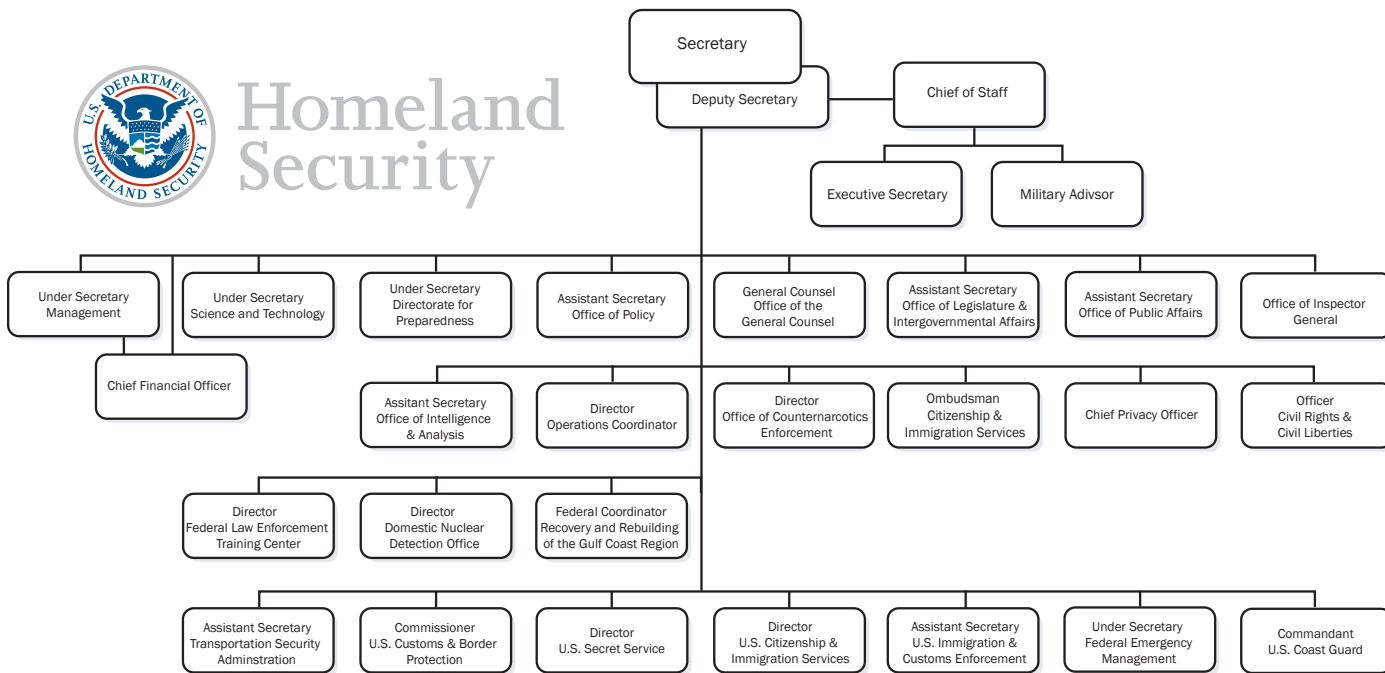 Secretary
Deputy Secretary
Chief of Staff
U.S. DEPARTMENT OF
HOMELAND SECURITY
Homeland
Security
Executive Secretary
Military Adivsor
Under Secretary
Management
Under Secretary
Science and Technology
Under Secretary
Directorate for
Preparedness
Assistant Secretary
Office of Policy
General Counsel
Office of the
General Counsel
Assistant Secretary
Office of Legislature &
Intergovernmental Affairs
Assistant Secretary
Office of Public Affairs
Office of Inspector
General
Chief Financial Officer
Assitant Secretary
Office of Intelligence
& Analysis
Director
Operations Coordinator
Director
Office of Counternarcotics
Enforcement
Ombudsman
Citizenship &
Immigration Services
Chief Privacy Officer
Officer
Civil Rights &
Civil Liberties
Director
Federal Law Enforcement
Training Center
Director
Domestic Nuclear
Detection Office
Federal Coordinator
Recovery and Rebuilding
of the Gulf Coast Region
Assistant Secretary
Transportation Security
Adminstration
Commissioner
U.S. Customs & Border
Protection
Director
U.S. Secret Service
Director
U.S. Citizenship &
Immigration Services
Assistant Secretary
U.S. Immigration &
Customs Enforcement
Under Secretary
Federal Emergency
Management
Commandant
U.S. Coast Guard